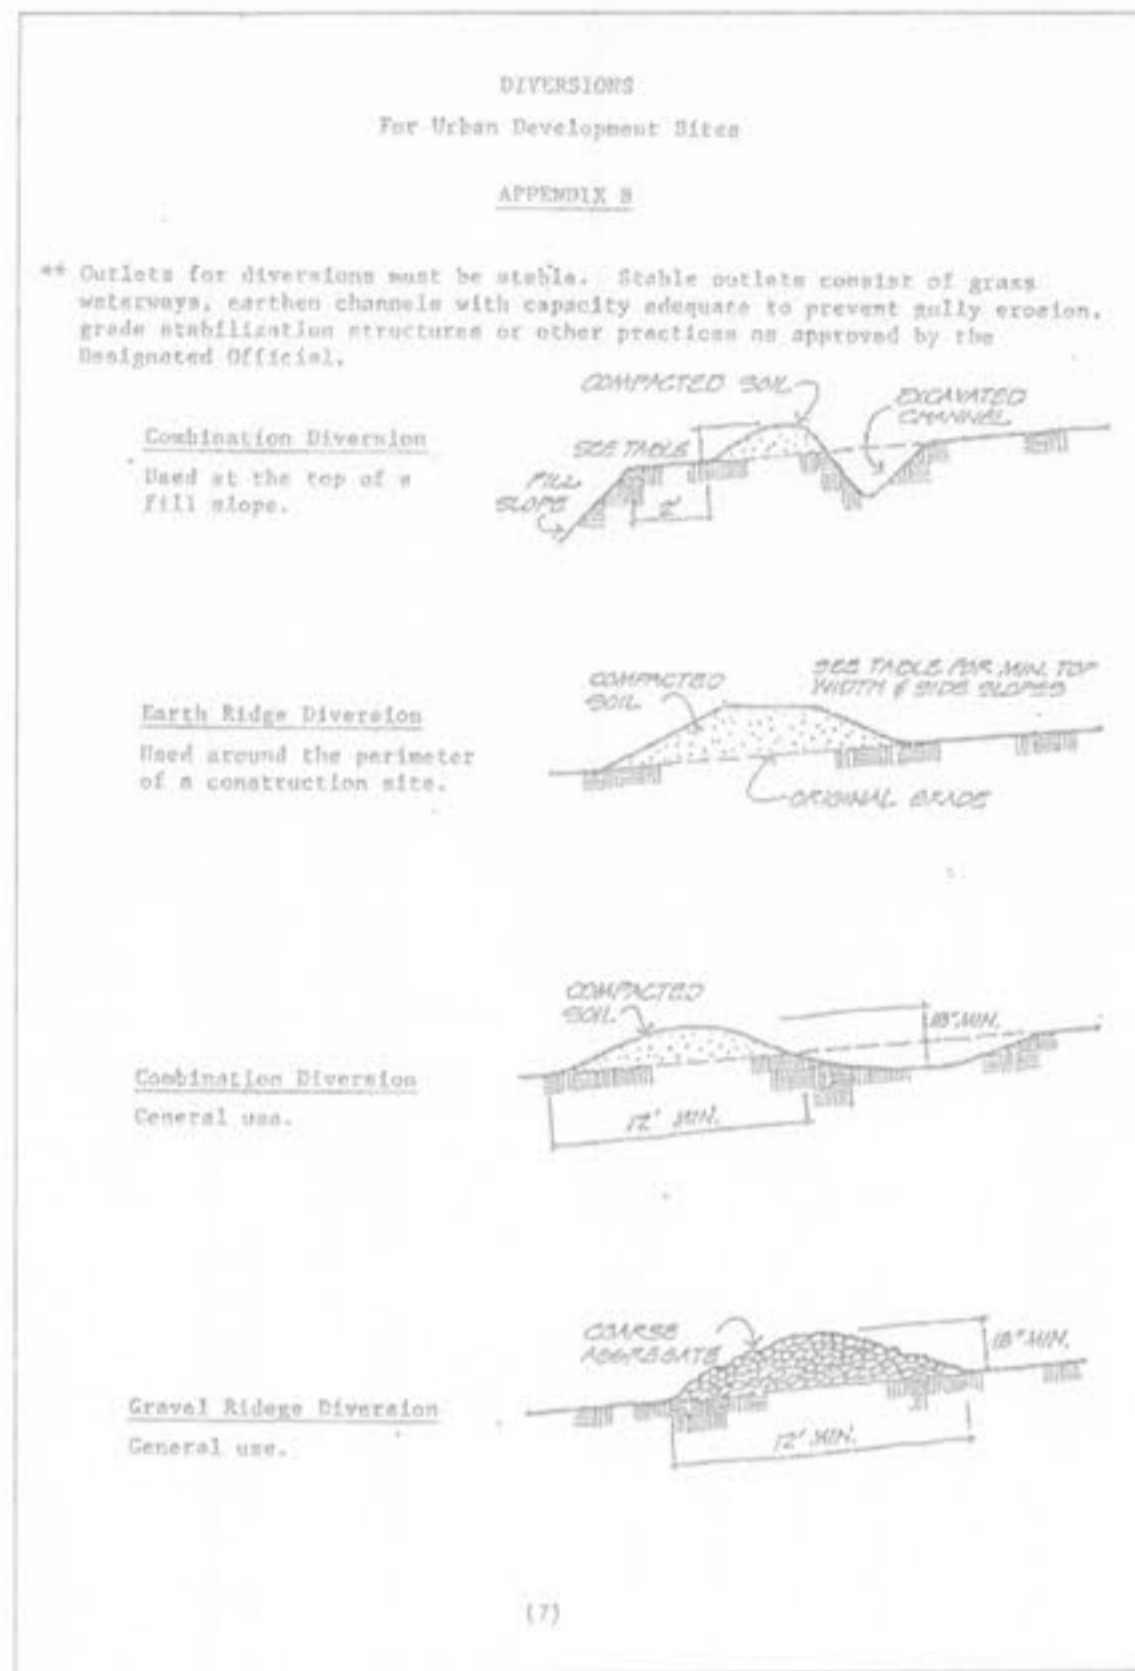 DIVERSIONS
For Urban Development Sites
APPENDIX B
** Outlets for diversions must be stable. Stable outlets consist of grass
waterways, earthen channels with capacity adequate to prevent gully erosion,
grade stabilization structures or other practices as approved by the
Designated Official.
COMPACTED SOIL
EXCAVATED
CHANNAL
Combination Diversion
SEE TABLE
Used at the top of a
fill slope.
FILL
SLOPE
2'
COMPACTED
SOIL
SEE TABLE FOR MIN. TOP
WIDTH & SIDE SLOPES
Earth Ridge Diversion
Used around the perimeter
of a construction site.
ORIGINAL GRADE
COMPACTED
SOIL
18" MIN.
Combination Diversion
General use.
12' MIN.
COARSE
AGGREGATE
18" MIN.
Gravel Ridege Diversion
General use.
12' MIN.
(7)